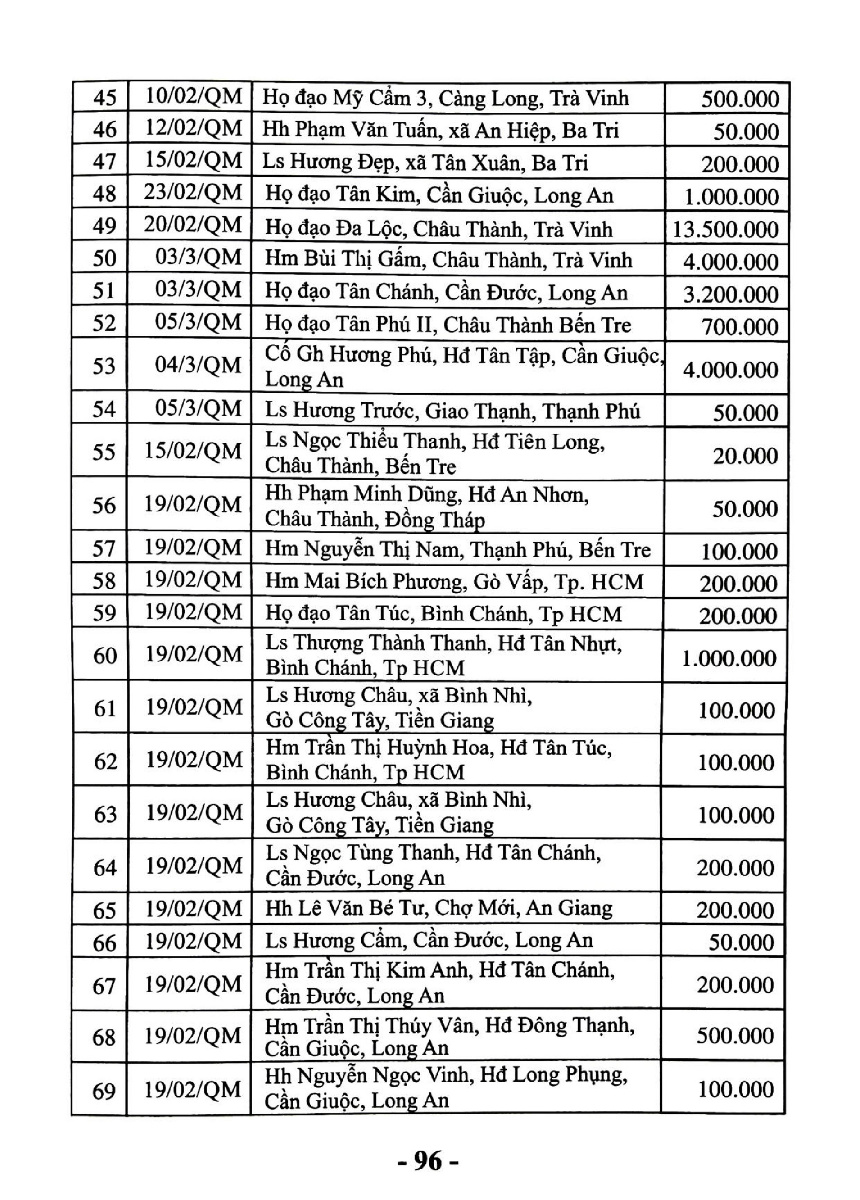 45 10/02/QM Họ đạo Mỹ Cẩm 3, Càng Long, Trà Vinh 500.000
46 12/02/QM Hh Phạm Văn Tuấn, xã An Hiệp, Ba Tri 50.000
47 15/02/QM Ls Hương Đẹp, xã Tân Xuân, Ba Tri 200.000
48 23/02/QM Họ đạo Tân Kim, Cần Giuộc, Long An 1.000.000
49 20/02/QM Họ đạo Đa Lộc, Châu Thành, Trà Vinh 13.500.000
50 03/3/QM Hm Bùi Thị Gấm, Châu Thành, Trà Vinh 4.000.000
51 03/3/QM Họ đạo Tân Chánh, Cần Đước, Long An 3.200.000
52 05/3/QM Họ đạo Tân Phú II, Châu Thành Bến Tre 700.000
53 04/3/QM Cố Gh Hương Phú, Hđ Tân Tập, Cần Giuộc,
Long An 4.000.000
54 05/3/QM Ls Hương Trước, Giao Thạnh, Thạnh Phú 50.000
55 15/02/QM Ls Ngọc Thiểu Thanh, Hđ Tiên Long,
Châu Thành, Bến Tre 20.000
56 19/02/QM Hh Phạm Minh Dũng, Hđ An Nhơn,
Châu Thành, Đồng Tháp 50.000
57 19/02/QM Hm Nguyễn Thị Nam, Thạnh Phú, Bến Tre 100.000
58 19/02/QM Hm Mai Bích Phương, Gò Vấp, Tp. HCM 200.000
59 19/02/QM Họ đạo Tân Túc, Bình Chánh, Tp HCM 200.000
60 19/02/QM Ls Thượng Thành Thanh, Hđ Tân Nhựt,
Bình Chánh, Tp HCM 1.000.000
61 19/02/QM Ls Hương Châu, xã Bình Nhì,
Gò Công Tây, Tiền Giang 100.000
62 19/02/QM Hm Trần Thị Huỳnh Hoa, Hđ Tân Túc,
Bình Chánh, Tp HCM 100.000
63 19/02/QM Ls Hương Châu, xã Bình Nhì,
Gò Công Tây, Tiền Giang 100.000
64 19/02/QM Ls Ngọc Tùng Thanh, Hđ Tân Chánh,
Cần Đước, Long An 200.000
65 19/02/QM Hh Lê Văn Bé Tư, Chợ Mới, An Giang 200.000
66 19/02/QM Ls Hương Cẩm, Cần Đước, Long An 50.000
67 19/02/QM Hm Trần Thị Kim Anh, Hđ Tân Chánh,
Cần Đước, Long An 200.000
68 19/02/QM Hm Trần Thị Thúy Vân, Hđ Đông Thạnh,
Cần Giuộc, Long An 500.000
69 19/02/QM Hh Nguyễn Ngọc Vinh, Hđ Long Phụng,
Cần Giuộc, Long An 100.000
- 96 -